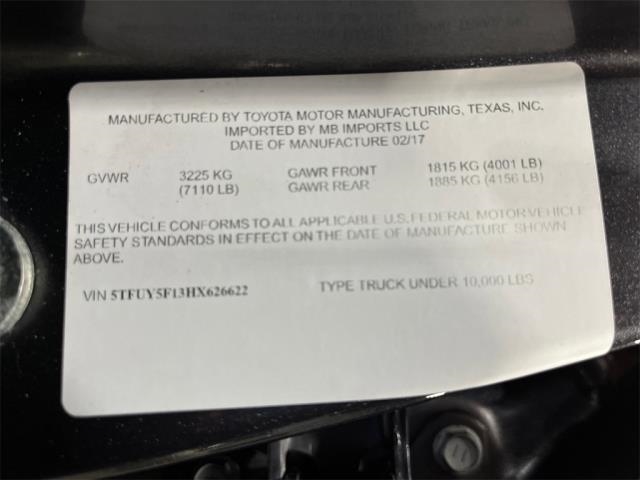 MANUFACTURED BY TOYOTA MOTOR MANUFACTURING, TEXAS, INC.
IMPORTED BY MB IMPORTS LLC
DATE OF MANUFACTURE 02/17
GVWR 3225 KG GAWR FRONT 1815 KG (4001 LB)
(7110 LB) GAWR REAR 1885 KG (4156 LB)
THIS VEHICLE CONFORMS TO ALL APPLICABLE U.S. FEDERAL MOTOR VEHICLE
SAFETY STANDARDS IN EFFECT ON THE DATE OF MANUFACTURE SHOWN
ABOVE.
VIN 5TFUY5F13HX626622 TYPE TRUCK UNDER 10,000 LBS